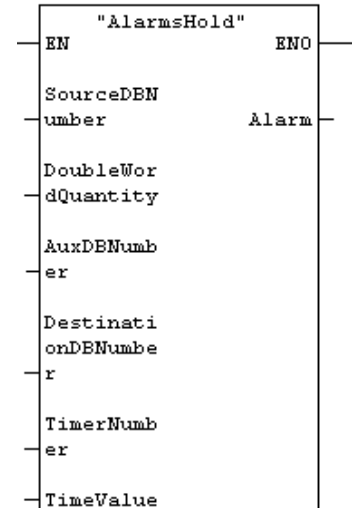 "AlarmsHold"
EN ENO
SourceDBN
umber Alarm
DoubleWor
dQuantity
AuxDBNumb
er
Destinati
onDBNumbe
r
TimerNumb
er
TimeValue